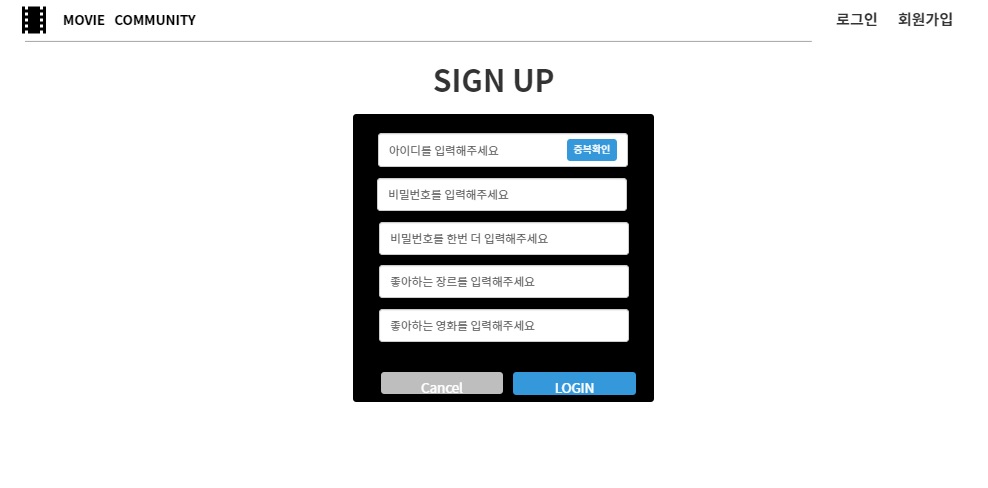 MOVIE COMMUNITY
로그인 회원가입
SIGN UP
아이디를 입력해주세요 중복확인
비밀번호를 입력해주세요
비밀번호를 한번 더 입력해주세요
좋아하는 장르를 입력해주세요
좋아하는 영화를 입력해주세요
Cancel LOGIN